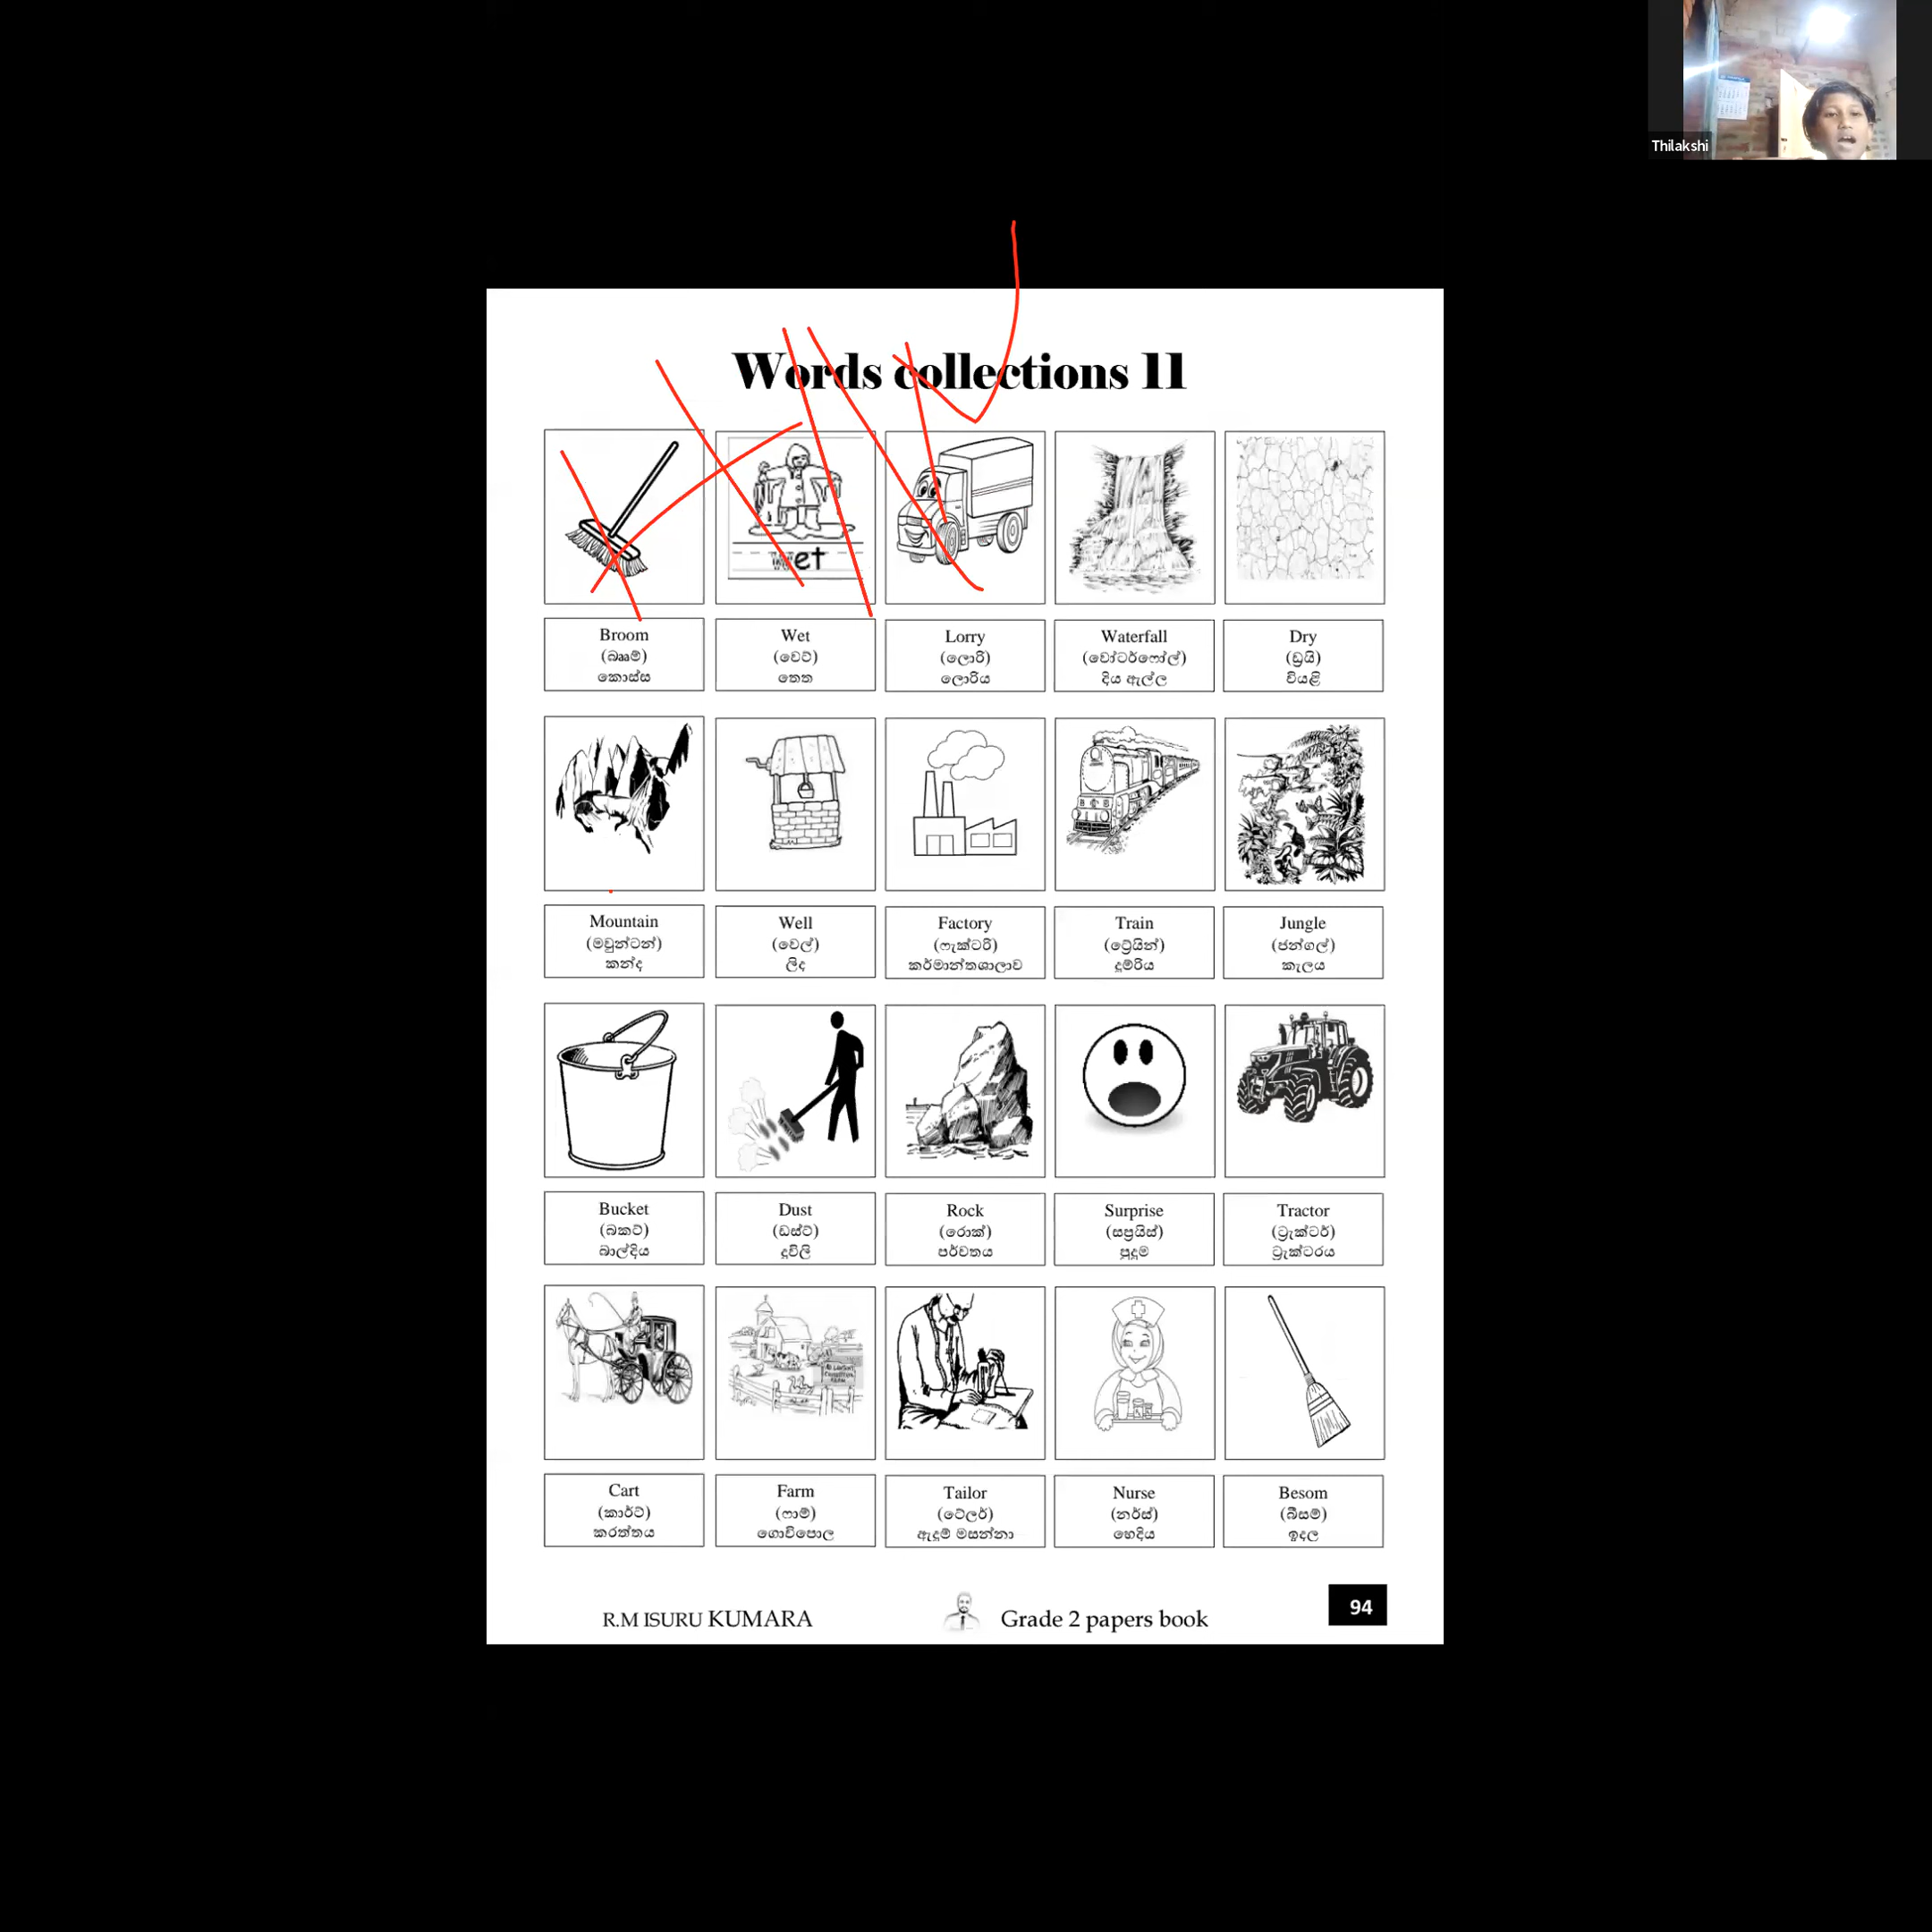 Thilakshi
Words collections 11
wet
Broom
(බෲම්)
කොස්ස
Wet
(වෙට්)
තෙත
Lorry
(ලොරි)
ලොරිය
Waterfall
(වෝටර්ෆෝල්)
දිය ඇල්ල
Dry
(ඩ්‍රයි)
වියළි
Mountain
(මවුන්ටන්)
කන්ද
Well
(වෙල්)
ලිඳ
Factory
(ෆැක්ටරි)
කර්මාන්තශාලාව
Train
(ට්‍රේයින්)
දුම්රිය
Jungle
(ජන්ගල්)
කැලය
Bucket
(බකට්)
බාල්දිය
Dust
(ඩස්ට්)
දූවිලි
Rock
(රොක්)
පර්වතය
Surprise
(සප්‍රයිස්)
පුදුම
Tractor
(ට්‍රැක්ටර්)
ට්‍රැක්ටරය
Cart
(කාර්ට්)
කරත්තය
Farm
(ෆාම්)
ගොවිපොල
Tailor
(ටේලර්)
ඇඳුම් මසන්නා
Nurse
(නර්ස්)
හෙදිය
Besom
(බීසම්)
ඉදල
R.M ISURU KUMARA
Grade 2 papers book
94